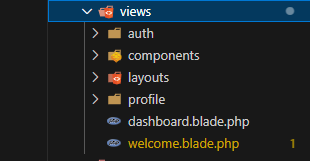 views
auth
components
layouts
profile
dashboard.blade.php
welcome.blade.php 1